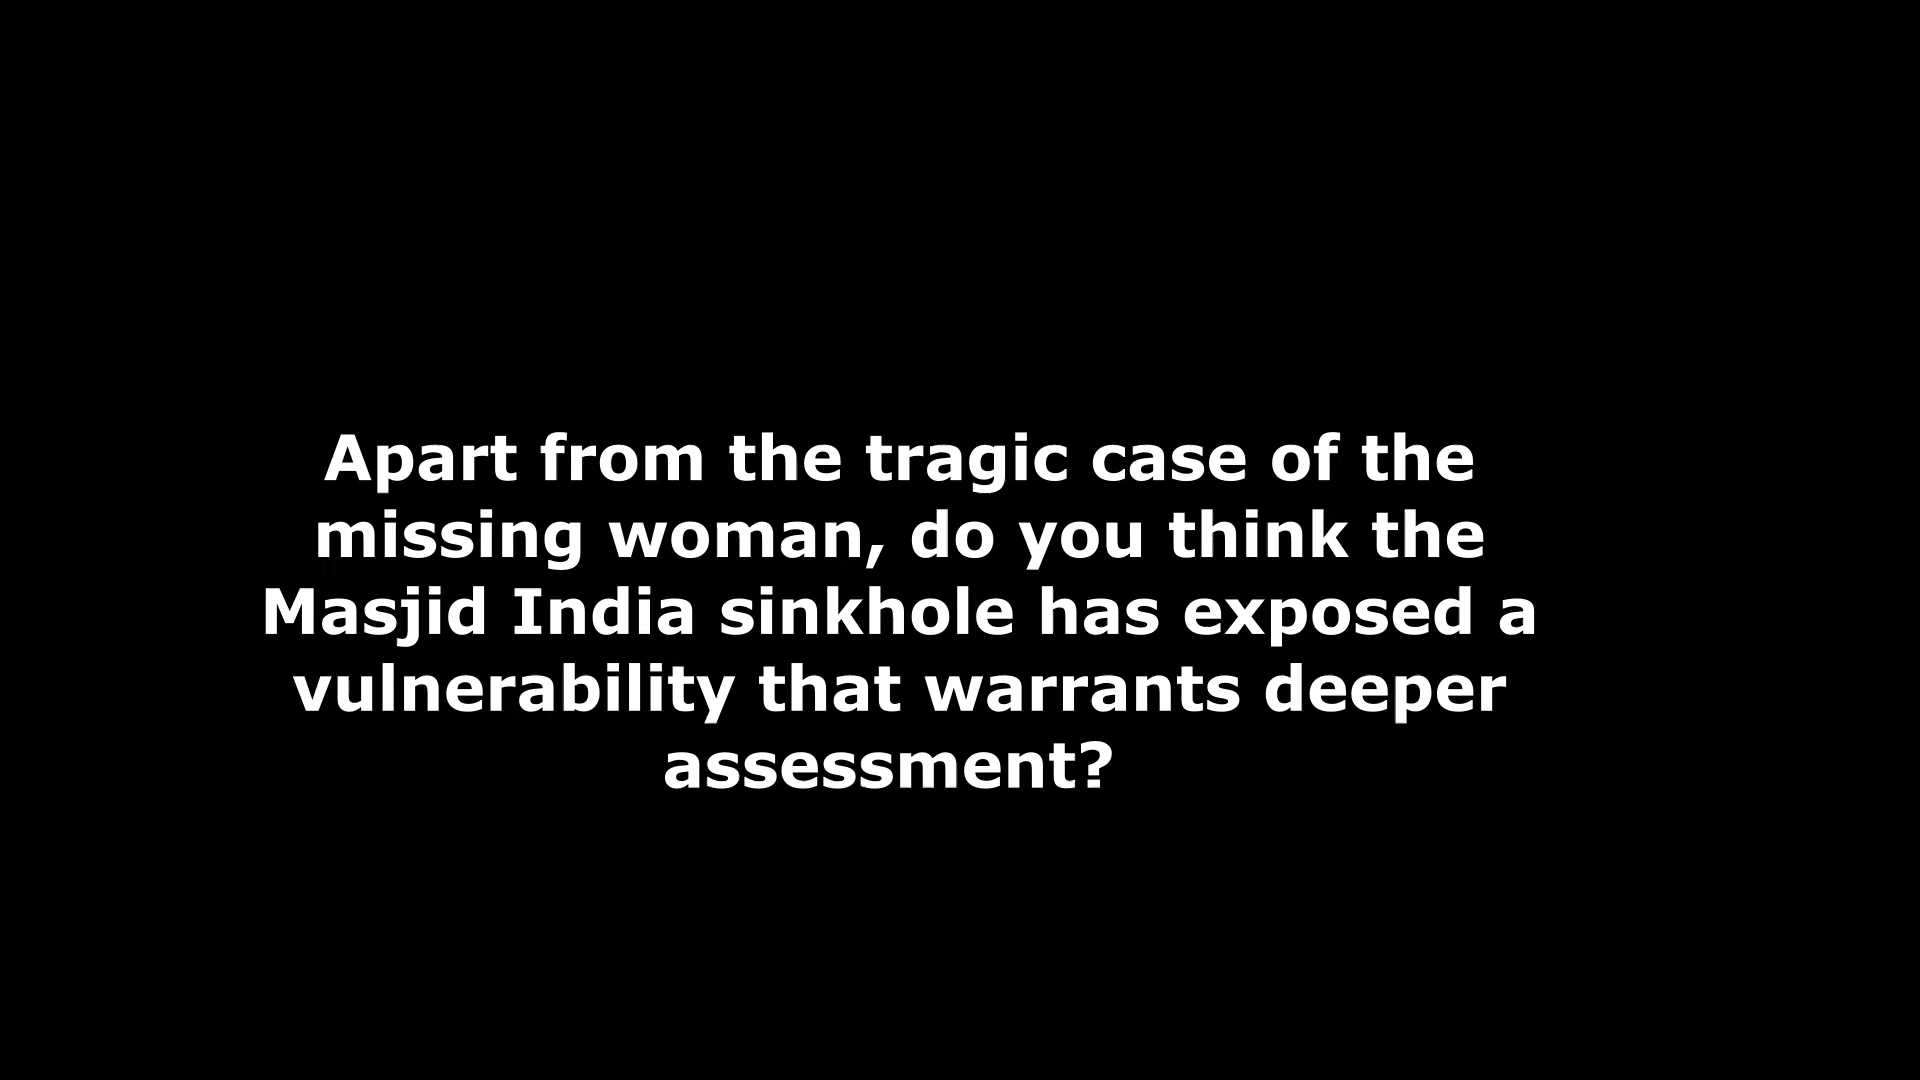 Apart from the tragic case of the
missing woman, do you think the
Masjid India sinkhole has exposed a
vulnerability that warrants deeper
assessment?